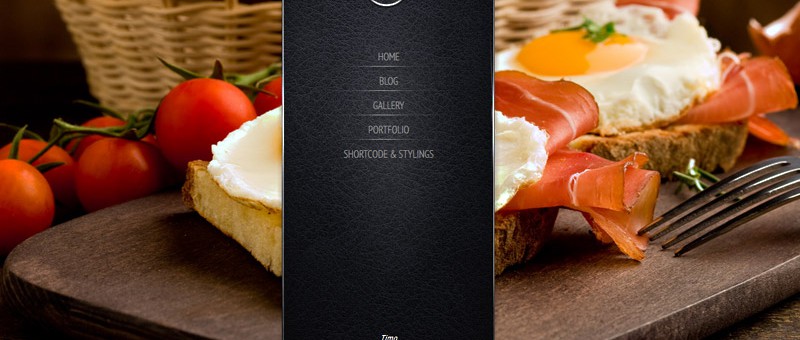 HOME
BLOG
GALLERY
PORTFOLIO
SHORTCODE & STYLINGS